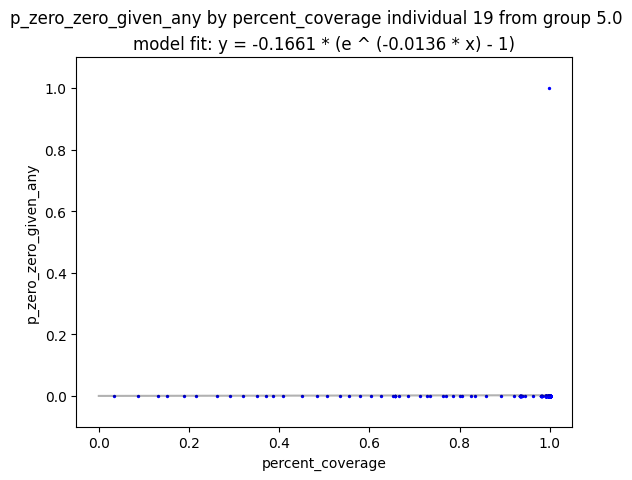 p_zero_zero_given_any by percent_coverage individual 19 from group 5.0
model fit: y = -0.1661 * (e ^ (-0.0136 * x) - 1)
1.0
0.8
0.6
0.4
0.2
0.0
p_zero_zero_given_any
0.0 0.2 0.4 0.6 0.8 1.0
percent_coverage